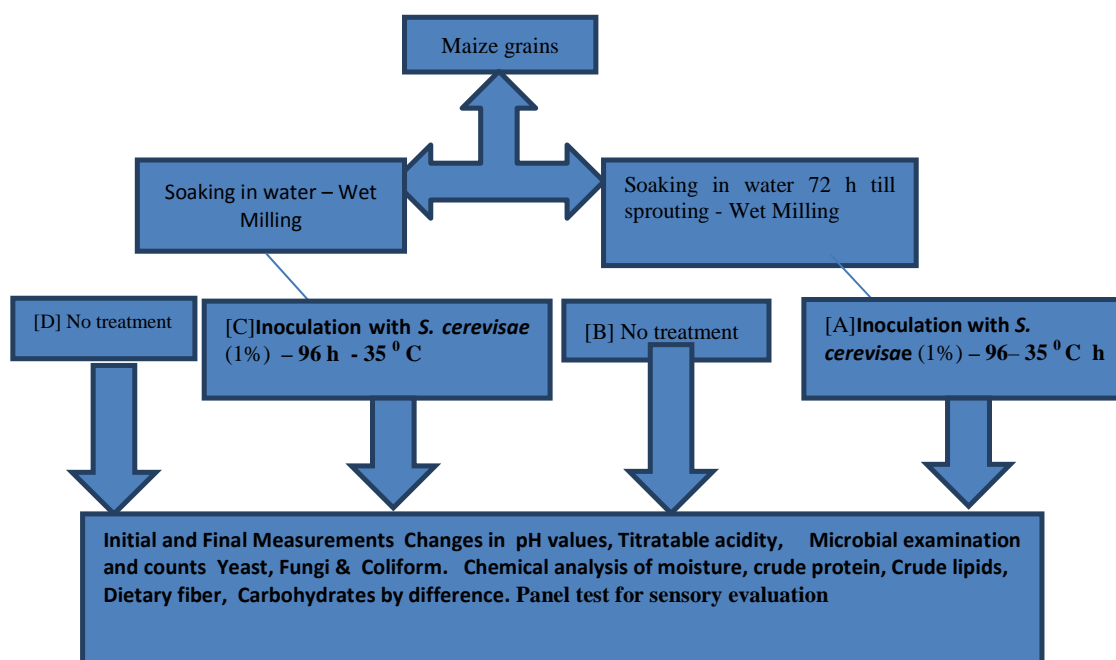 Maize grains
Soaking in water – Wet
Milling
Soaking in water 72 h till
sprouting - Wet Milling
[D] No treatment
[C]Inoculation with S. cerevisae
(1%) – 96 h - 35 ⁰ C
[B] No treatment
[A]Inoculation with S.
cerevisae (1%) – 96– 35 ⁰ C h
Initial and Final Measurements Changes in pH values, Titratable acidity, Microbial examination
and counts Yeast, Fungi & Coliform. Chemical analysis of moisture, crude protein, Crude lipids,
Dietary fiber, Carbohydrates by difference. Panel test for sensory evaluation